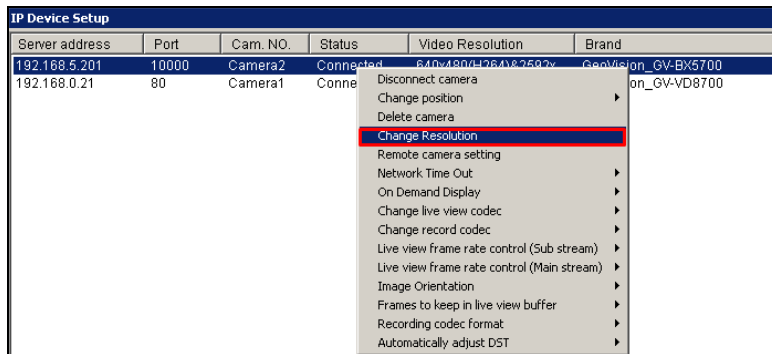 IP Device Setup
Server address Port Cam. NO. Status Video Resolution Brand
192.168.5.201 10000 Camera2 Connected 640x480(H264)&2592x GeoVision_GV-BX5700
192.168.0.21 80 Camera1 Conne on_GV-VD8700
Disconnect camera
Change position
Delete camera
Change Resolution
Remote camera setting
Network Time Out
On Demand Display
Change live view codec
Change record codec
Live view frame rate control (Sub stream)
Live view frame rate control (Main stream)
Image Orientation
Frames to keep in live view buffer
Recording codec format
Automatically adjust DST